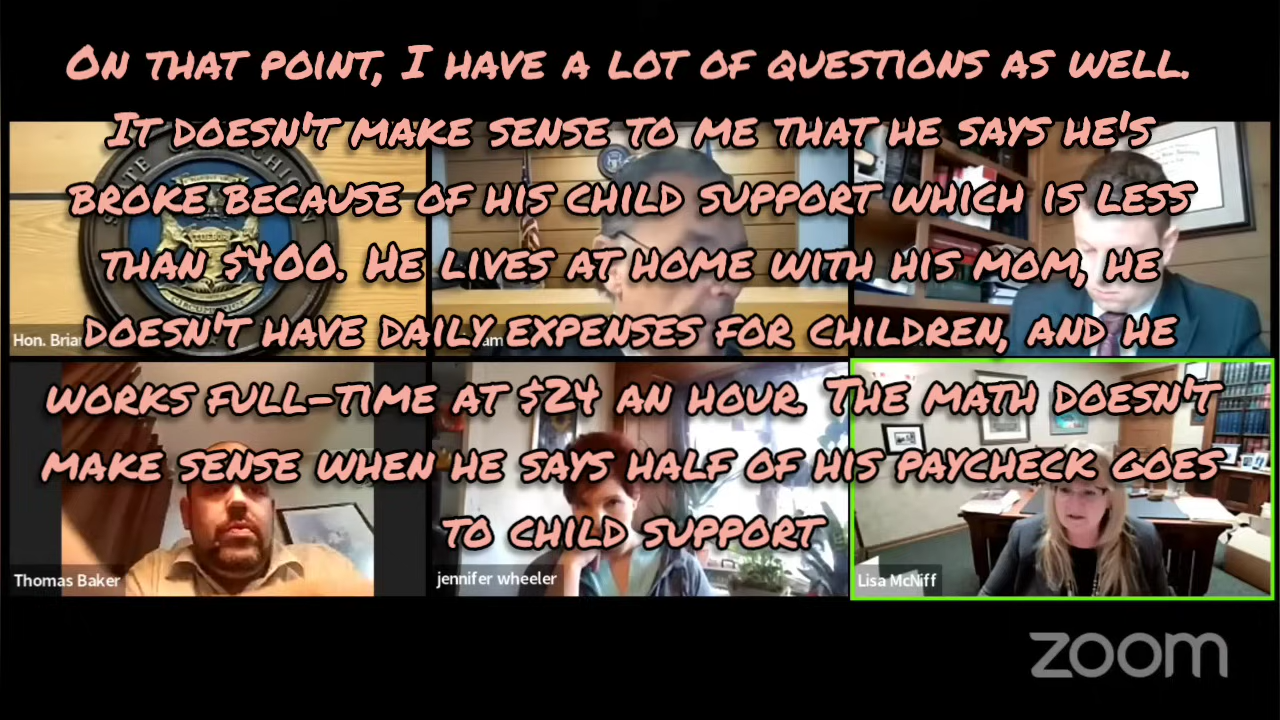 On that point, I have a lot of questions as well.
It doesn't make sense to me that he says he's
broke because of his child support which is less
than $400. He lives at home with his mom, he
doesn't have daily expenses for children, and he
works full-time at $24 an hour. The math doesn't
make sense when he says half of his paycheck goes
to child support
STATE
Hon. Bria
Thomas Baker
jennifer wheeler
Lisa McNiff
zoom